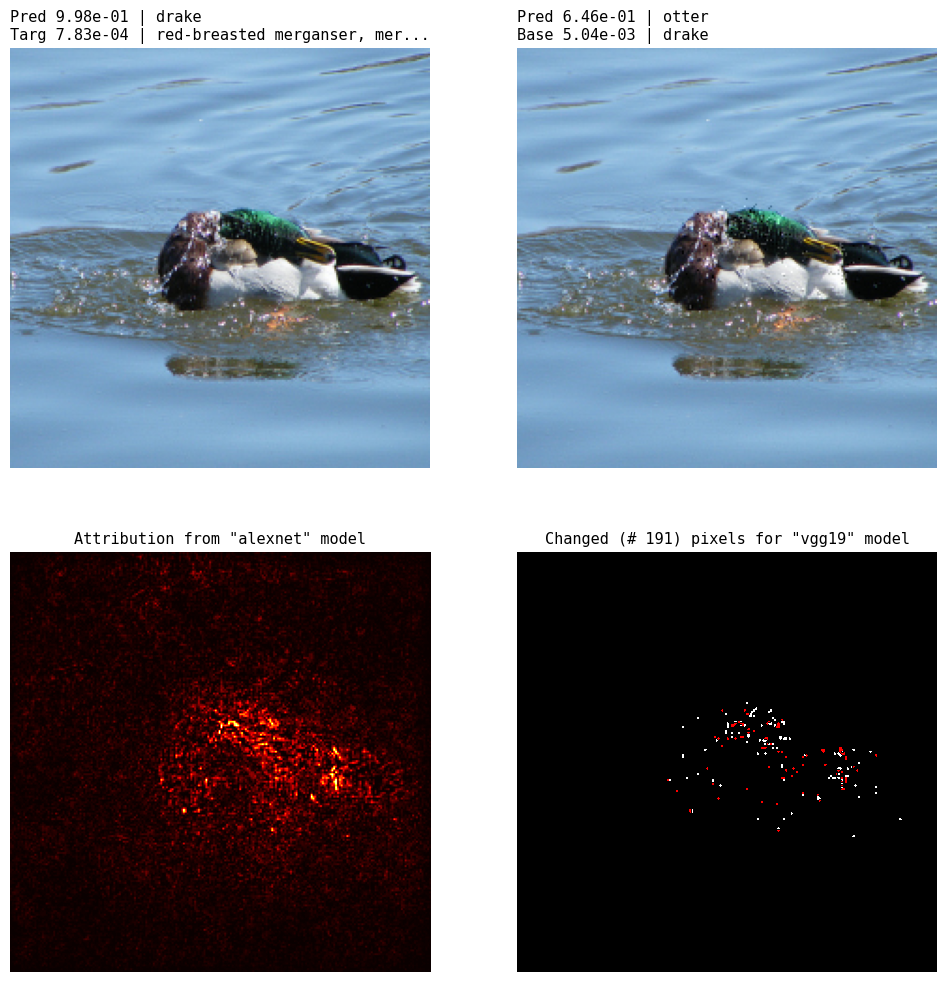 Pred 9.98e-01 | drake
Targ 7.83e-04 | red-breasted merganser, mer...
Pred 6.46e-01 | otter
Base 5.04e-03 | drake
Attribution from "alexnet" model
Changed (# 191) pixels for "vgg19" model